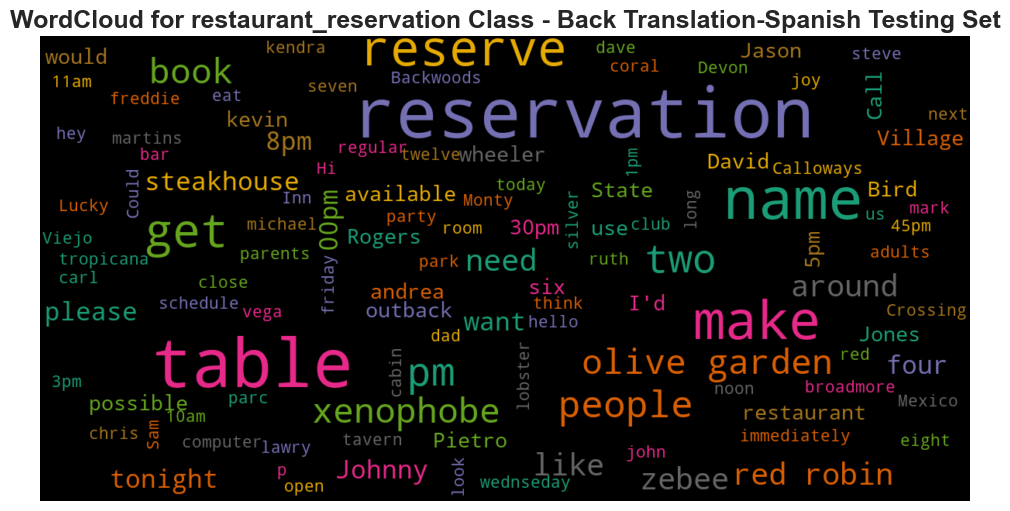 WordCloud for restaurant_reservation Class - Back Translation-Spanish Testing Set
would
kendra
reserve
dave
Jason
steve
11am
book
Backwoods
coral
Devon
joy
Call
freddie
eat
seven
reservation
next
hey
martins
kevin
8pm
regular
twelve
wheeler
1pm
David
Calloways
Village
bar
Could
steakhouse
Hi
available
today
State
name
Bird
Lucky
Inn
Monty
silver
long
us
mark
get
michael
00pm
party
room
30pm
use
club
45pm
Viejo
Rogers
tropicana
parents
park
need
ruth
two
5pm
adults
carl
close
friday
andrea
six
around
please
schedule
vega
outback
think
I'd
make
Crossing
want
hello
dad
Jones
table
cabin
pm
lobster
olive garden
red
four
3pm
parc
noon
broadmore
possible
10am
xenophobe
people
restaurant
Mexico
chris
Sam
computer
lawry
tavern
Pietro
immediately
eight
tonight
p
open
Johnny
look
wednseday
like
john
zebee
red robin